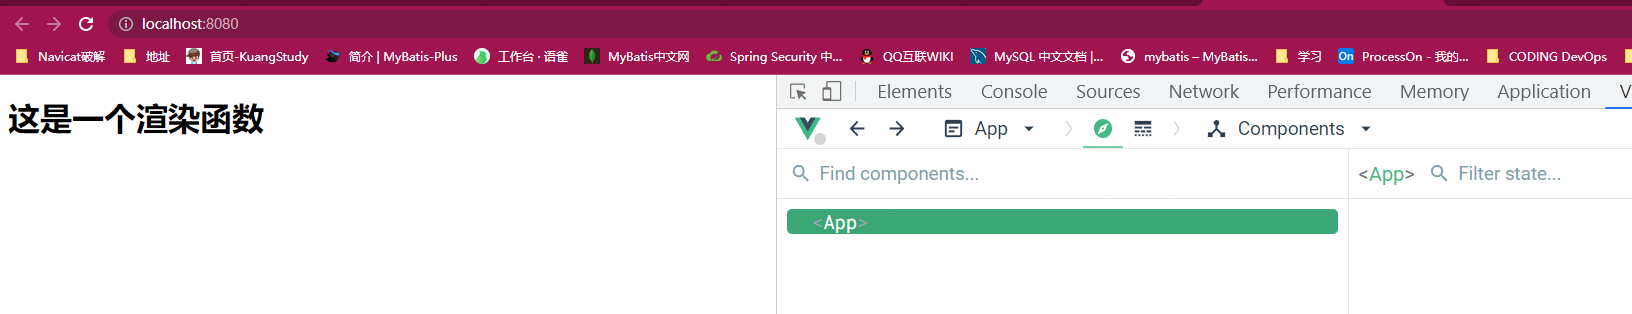 localhost:8080
Navicat破解 地址 首页-KuangStudy 简介 | MyBatis-Plus 工作台 · 语雀 MyBatis中文网 Spring Security 中... QQ互联WIKI MySQL 中文文档 |... mybatis – MyBatis... 学习 On ProcessOn - 我的... CODING DevOps
这是一个渲染函数
Elements Console Sources Network Performance Memory Application V
App Components
Find components... <App> Filter state...
<App>